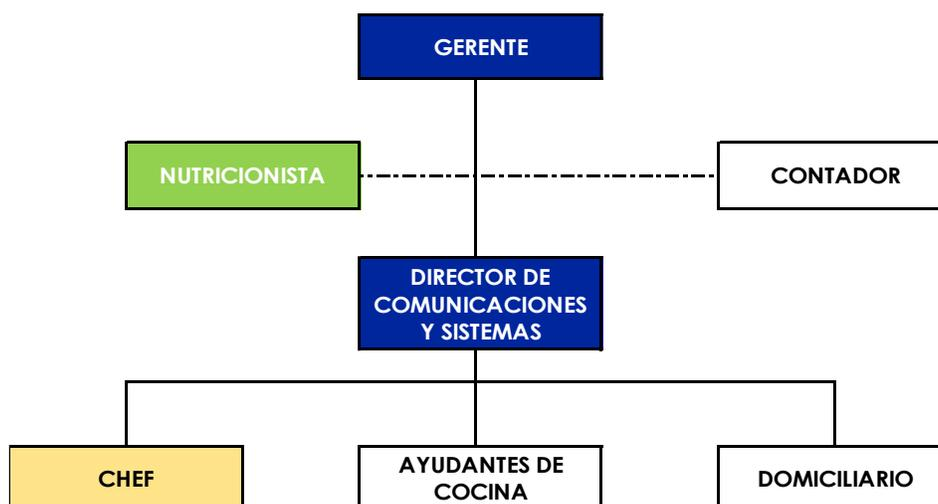 GERENTE
NUTRICIONISTA
CONTADOR
DIRECTOR DE
COMUNICACIONES
Y SISTEMAS
CHEF
AYUDANTES DE
COCINA
DOMICILIARIO